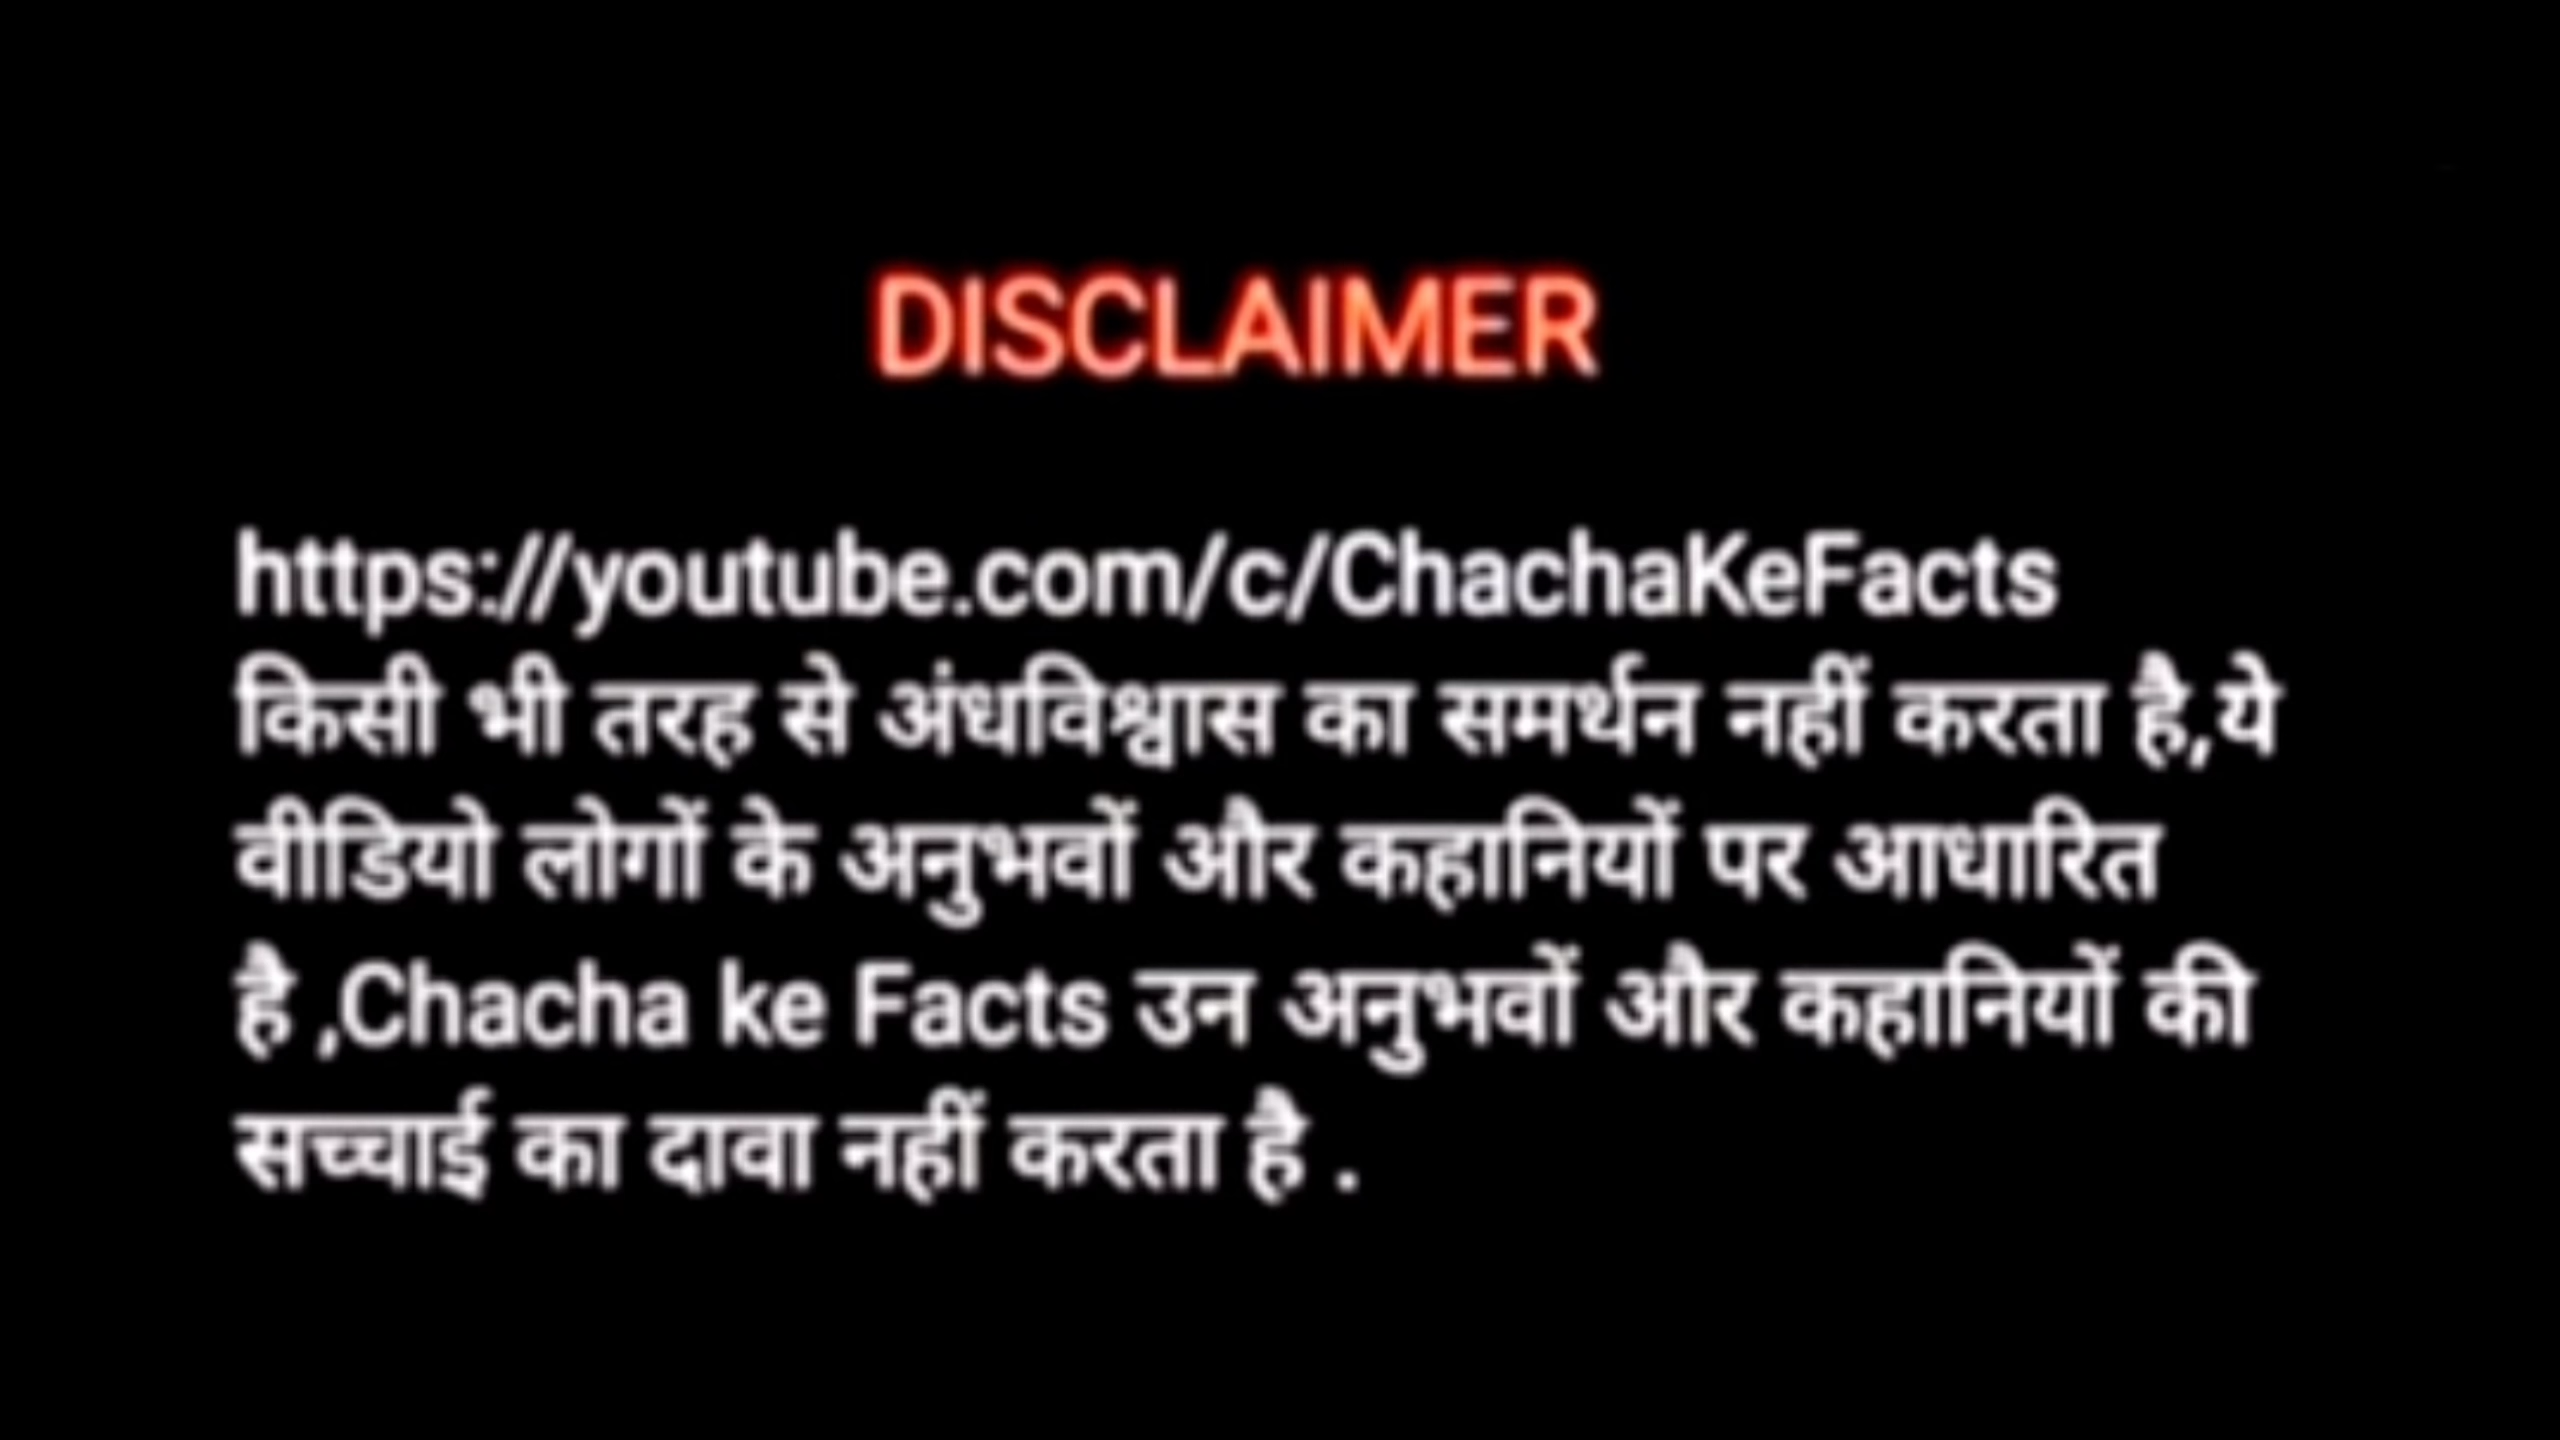 DISCLAIMER
https://youtube.com/c/ChachaKeFacts
किसी भी तरह से अंधविश्वास का समर्थन नहीं करता है,ये
वीडियो लोगों के अनुभवों और कहानियों पर आधारित
है ,Chacha ke Facts उन अनुभवों और कहानियों की
सच्चाई का दावा नहीं करता है .